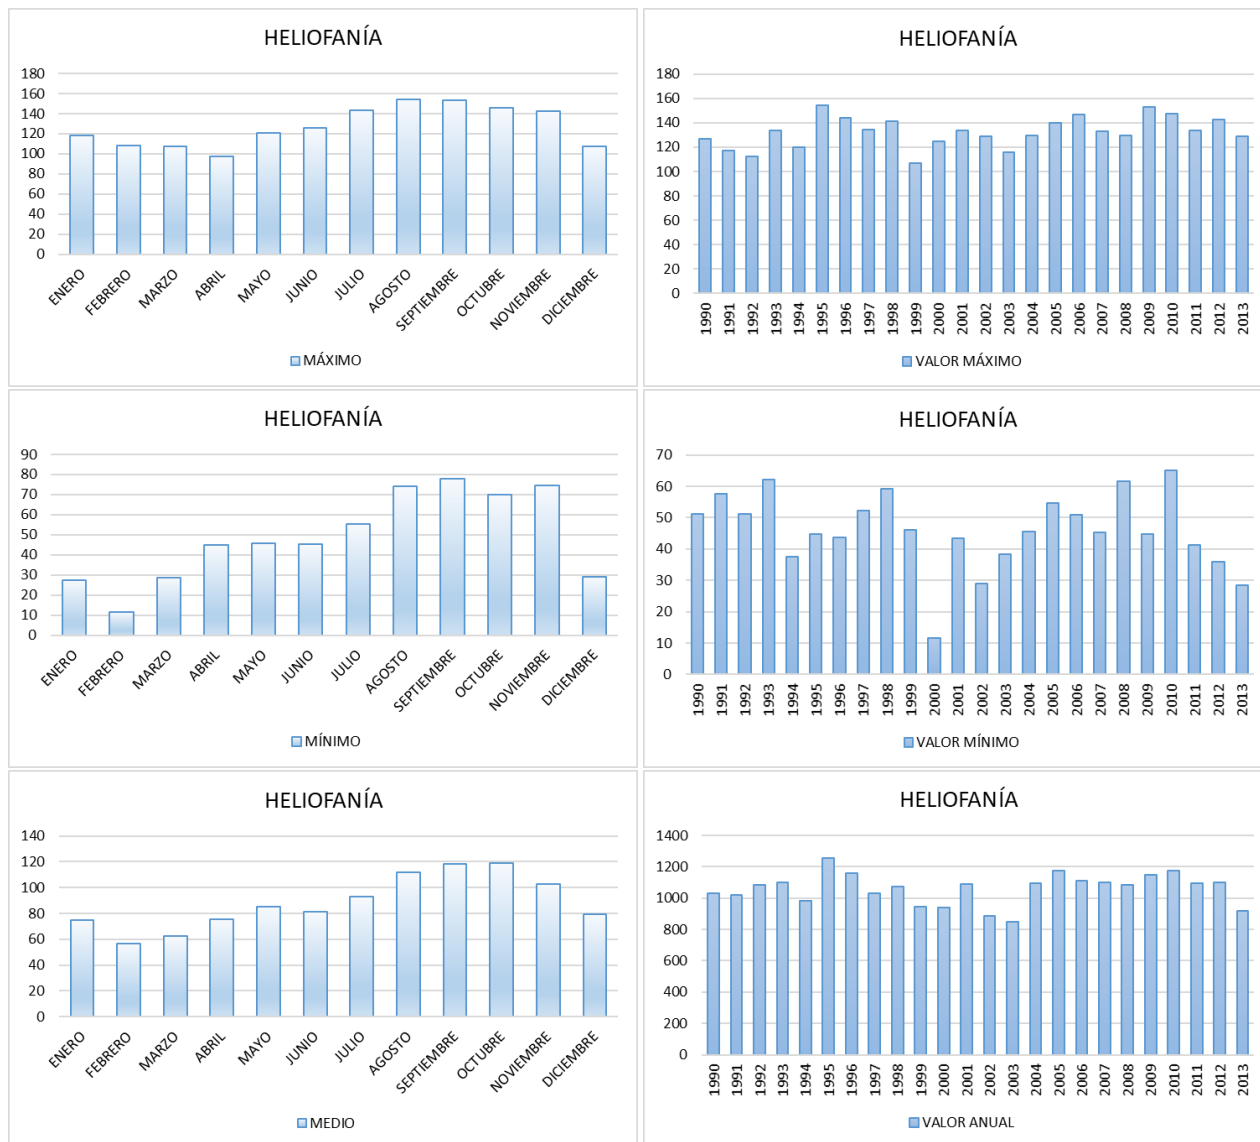 HELIOFANÍA
180
160
140
120
100
80
60
40
20
0
ENERO
FEBRERO
MARZO
ABRIL
MAYO
JUNIO
JULIO
AGOSTO
SEPTIEMBRE
OCTUBRE
NOVIEMBRE
DICIEMBRE
MÁXIMO
HELIOFANÍA
180
160
140
120
100
80
60
40
20
0
1990
1991
1992
1993
1994
1995
1996
1997
1998
1999
2000
2001
2002
2003
2004
2005
2006
2007
2008
2009
2010
2011
2012
2013
VALOR MÁXIMO
HELIOFANÍA
90
80
70
60
50
40
30
20
10
0
ENERO
FEBRERO
MARZO
ABRIL
MAYO
JUNIO
JULIO
AGOSTO
SEPTIEMBRE
OCTUBRE
NOVIEMBRE
DICIEMBRE
MÍNIMO
HELIOFANÍA
70
60
50
40
30
20
10
0
1990
1991
1992
1993
1994
1995
1996
1997
1998
1999
2000
2001
2002
2003
2004
2005
2006
2007
2008
2009
2010
2011
2012
2013
VALOR MÍNIMO
HELIOFANÍA
140
120
100
80
60
40
20
0
ENERO
FEBRERO
MARZO
ABRIL
MAYO
JUNIO
JULIO
AGOSTO
SEPTIEMBRE
OCTUBRE
NOVIEMBRE
DICIEMBRE
MEDIO
HELIOFANÍA
1400
1200
1000
800
600
400
200
0
1990
1991
1992
1993
1994
1995
1996
1997
1998
1999
2000
2001
2002
2003
2004
2005
2006
2007
2008
2009
2010
2011
2012
2013
VALOR ANUAL